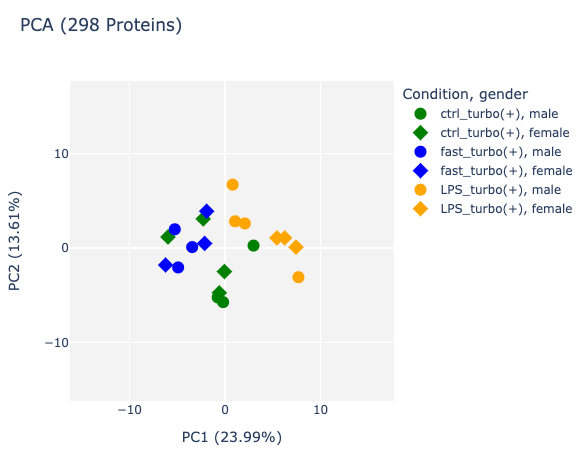 PCA (298 Proteins)
Condition, gender
ctrl_turbo(+), male
ctrl_turbo(+), female
fast_turbo(+), male
fast_turbo(+), female
LPS_turbo(+), male
LPS_turbo(+), female
10
0
−10
PC2 (13.61%)
−10
0
10
PC1 (23.99%)